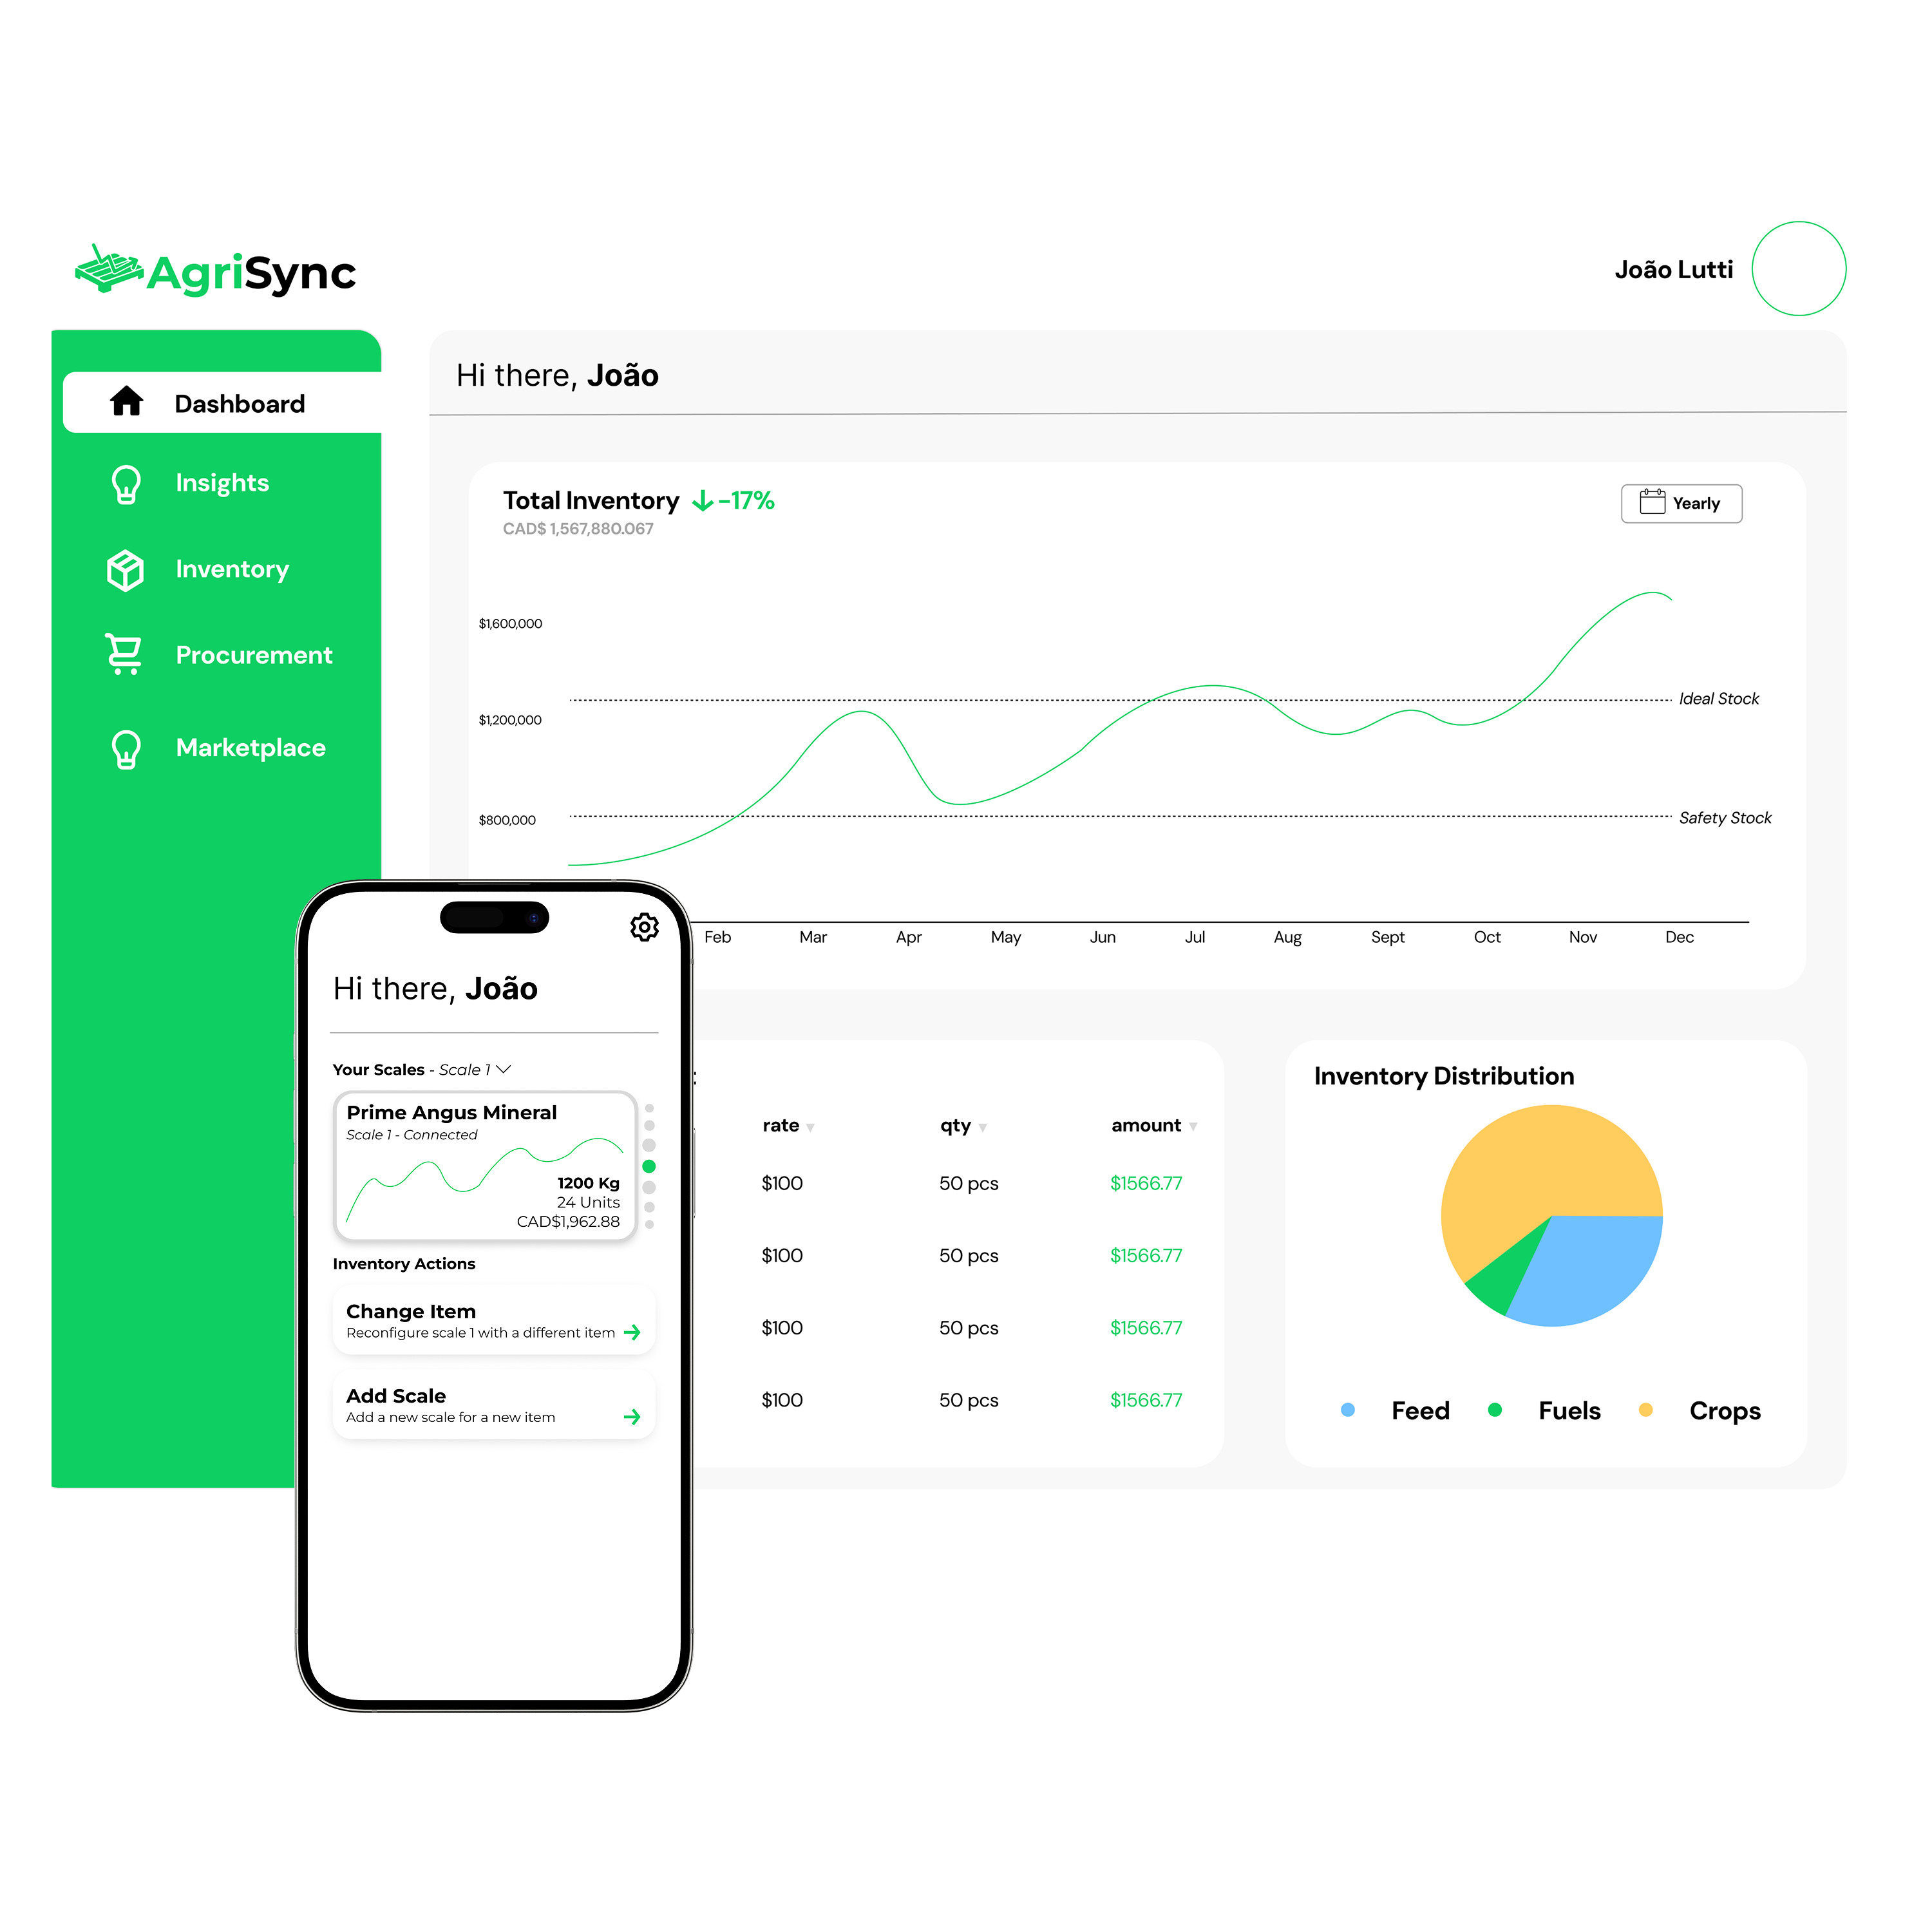 AgriSync
João Lutti
Dashboard
Insights
Inventory
Procurement
Marketplace
Hi there, João
Total Inventory -17%
CAD$ 1,567,880.067
Yearly
$1,600,000
Ideal Stock
$1,200,000
$800,000
Safety Stock
Feb Mar Apr May Jun Jul Aug Sept Oct Nov Dec
rate qty amount
$100 50 pcs $1566.77
$100 50 pcs $1566.77
$100 50 pcs $1566.77
$100 50 pcs $1566.77
Inventory Distribution
Feed Fuels Crops
Hi there, João
Your Scales - Scale 1
Prime Angus Mineral
Scale 1 - Connected
1200 Kg
24 Units
CAD$1,962.88
Inventory Actions
Change Item
Reconfigure scale 1 with a different item
Add Scale
Add a new scale for a new item